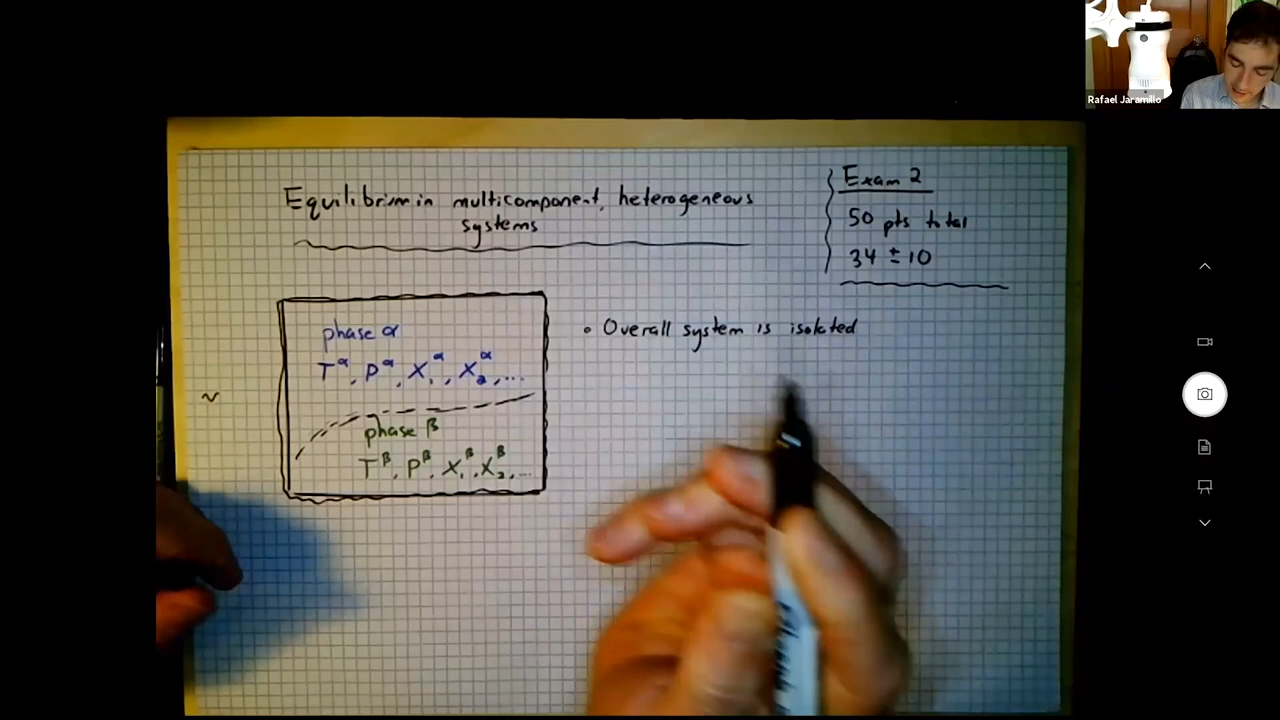 Rafael Jaramillo
Equilibrim in multicomponent, heterogeneous
systems
Exam 2
50 pts total
34 ± 10
phase α
T^α, P^α, X₁^α, X₂^α, ...
phase β
T^β, P^β, X₁^β, X₂^β, ...
• Overall system is isolated
~